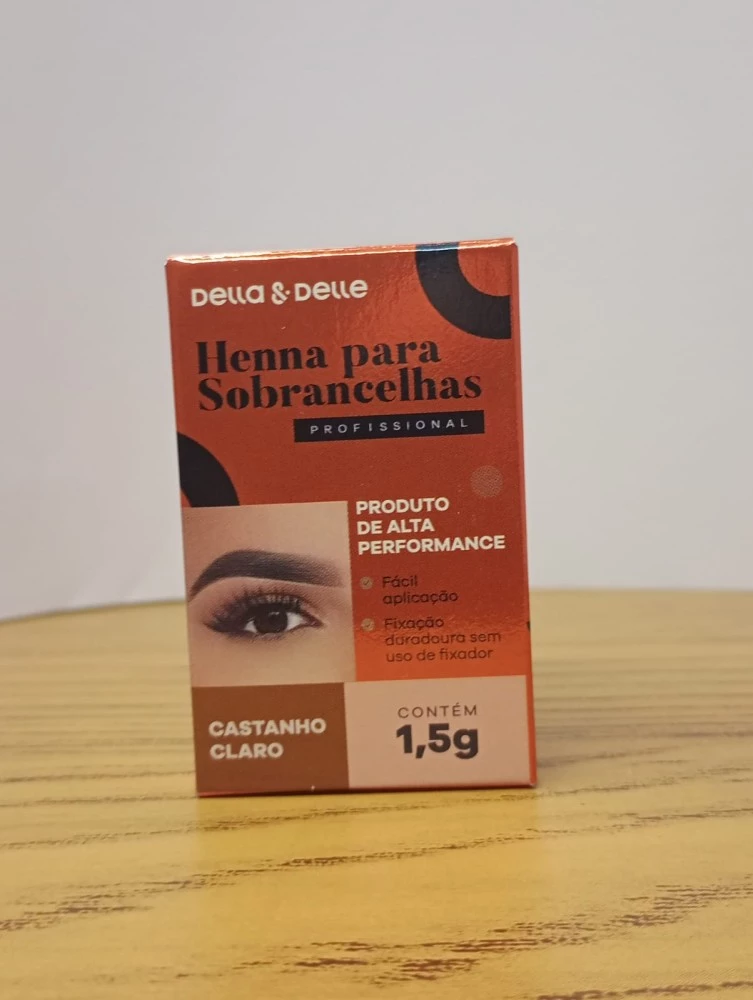 Della & Delle
Henna para
Sobrancelhas
PROFISSIONAL
PRODUTO
DE ALTA
PERFORMANCE
Fácil
aplicação
Fixação
duradoura sem
uso de fixador
CASTANHO
CLARO
CONTÉM
1,5g